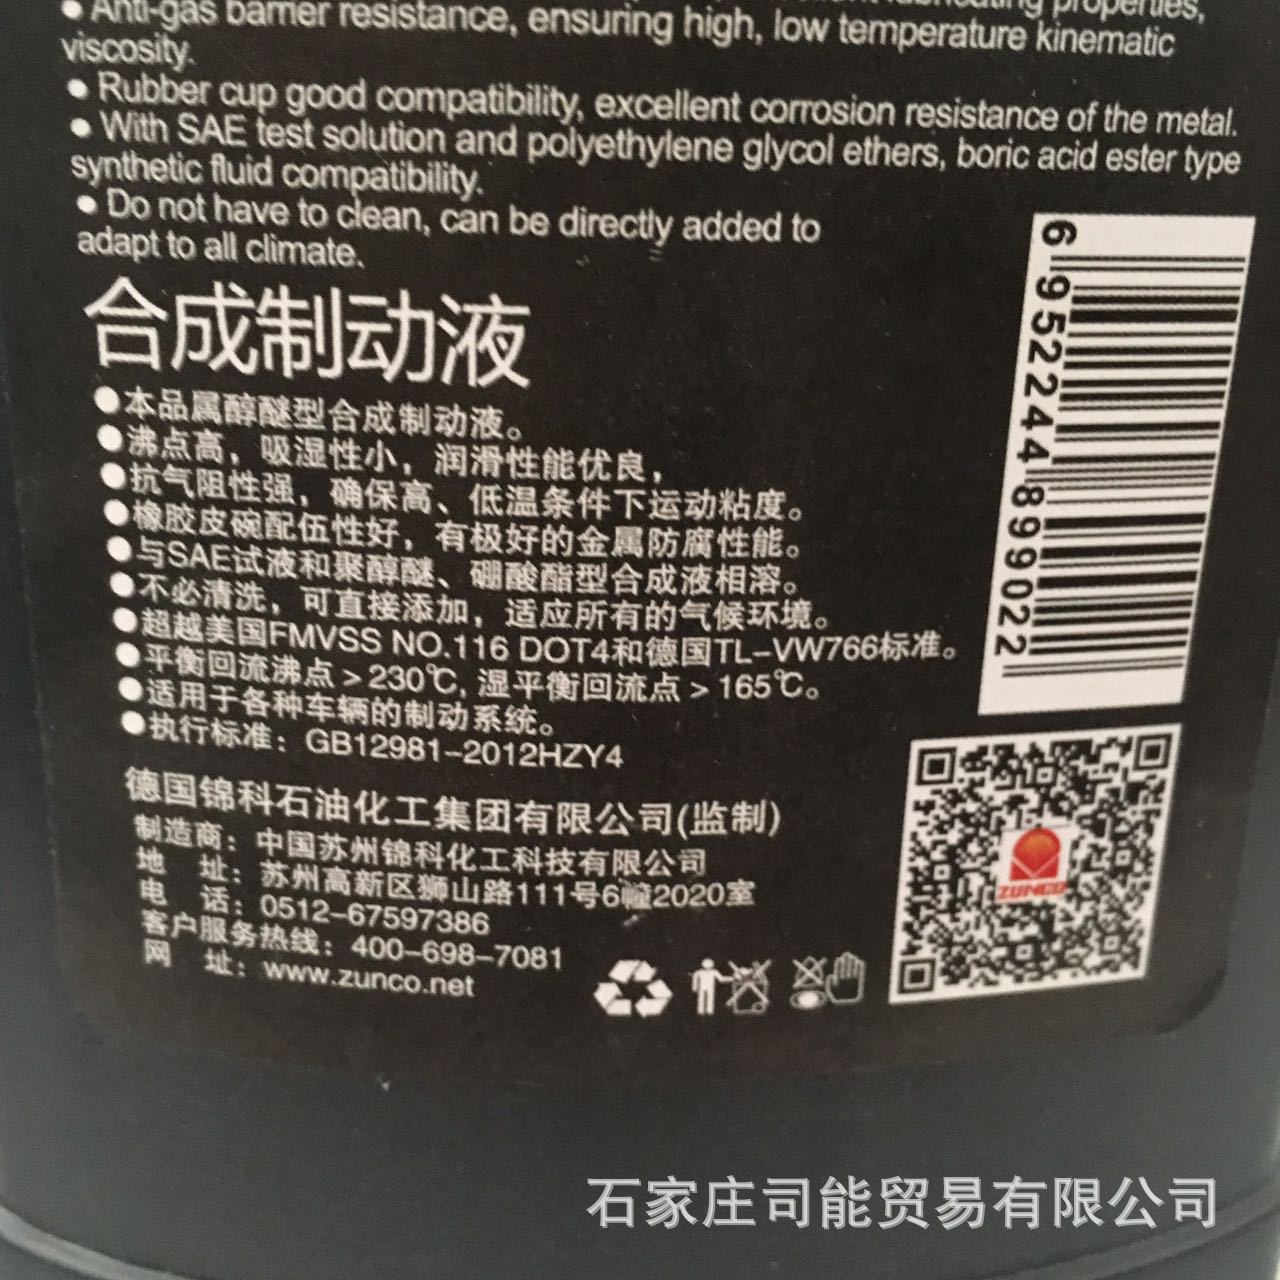 lubricating properties,
● Anti-gas barrier resistance, ensuring high, low temperature kinematic
viscosity.
● Rubber cup good compatibility, excellent corrosion resistance of the metal.
● With SAE test solution and polyethylene glycol ethers, boric acid ester type
synthetic fluid compatibility.
● Do not have to clean, can be directly added to
adapt to all climate.
合成制动液
●本品属醇醚型合成制动液。
●沸点高，吸湿性小，润滑性能优良，
●抗气阻性强，确保高、低温条件下运动粘度。
●橡胶皮碗配伍性好，有极好的金属防腐性能。
●与SAE试液和聚醇醚、硼酸酯型合成液相溶。
●不必清洗，可直接添加，适应所有的气候环境。
●超越美国FMVSS NO.116 DOT4和德国TL-VW766标准。
●平衡回流沸点＞230℃, 湿平衡回流点＞165℃。
●适用于各种车辆的制动系统。
●执行标准：GB12981-2012HZY4
德国锦科石油化工集团有限公司(监制)
制造商：中国苏州锦科化工科技有限公司
地 址：苏州高新区狮山路111号6幢2020室
电 话：0512-67597386
客户服务热线：400-698-7081
网 址：www.zunco.net
6 952244 899022
ZUNCO
石家庄司能贸易有限公司